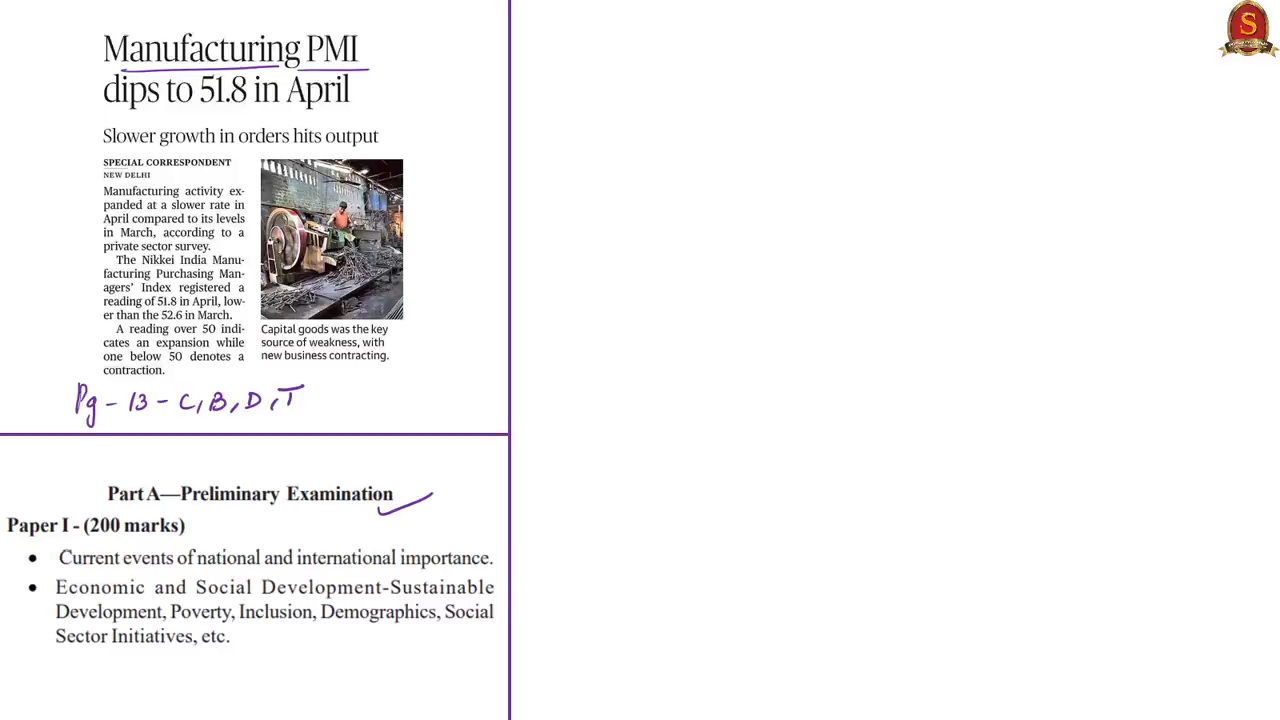 Manufacturing PMI
dips to 51.8 in April
Slower growth in orders hits output
SPECIAL CORRESPONDENT
NEW DELHI
Manufacturing activity ex-
panded at a slower rate in
April compared to its levels
in March, according to a
private sector survey.
The Nikkei India Manu-
facturing Purchasing Man-
agers' Index registered a
reading of 51.8 in April, low-
er than the 52.6 in March.
A reading over 50 indi-
cates an expansion while
one below 50 denotes a
contraction.
Capital goods was the key
source of weakness, with
new business contracting.
Pg - 13 - C, B, D, T
Part A—Preliminary Examination
Paper I - (200 marks)
• Current events of national and international importance.
• Economic and Social Development-Sustainable
Development, Poverty, Inclusion, Demographics, Social
Sector Initiatives, etc.
S